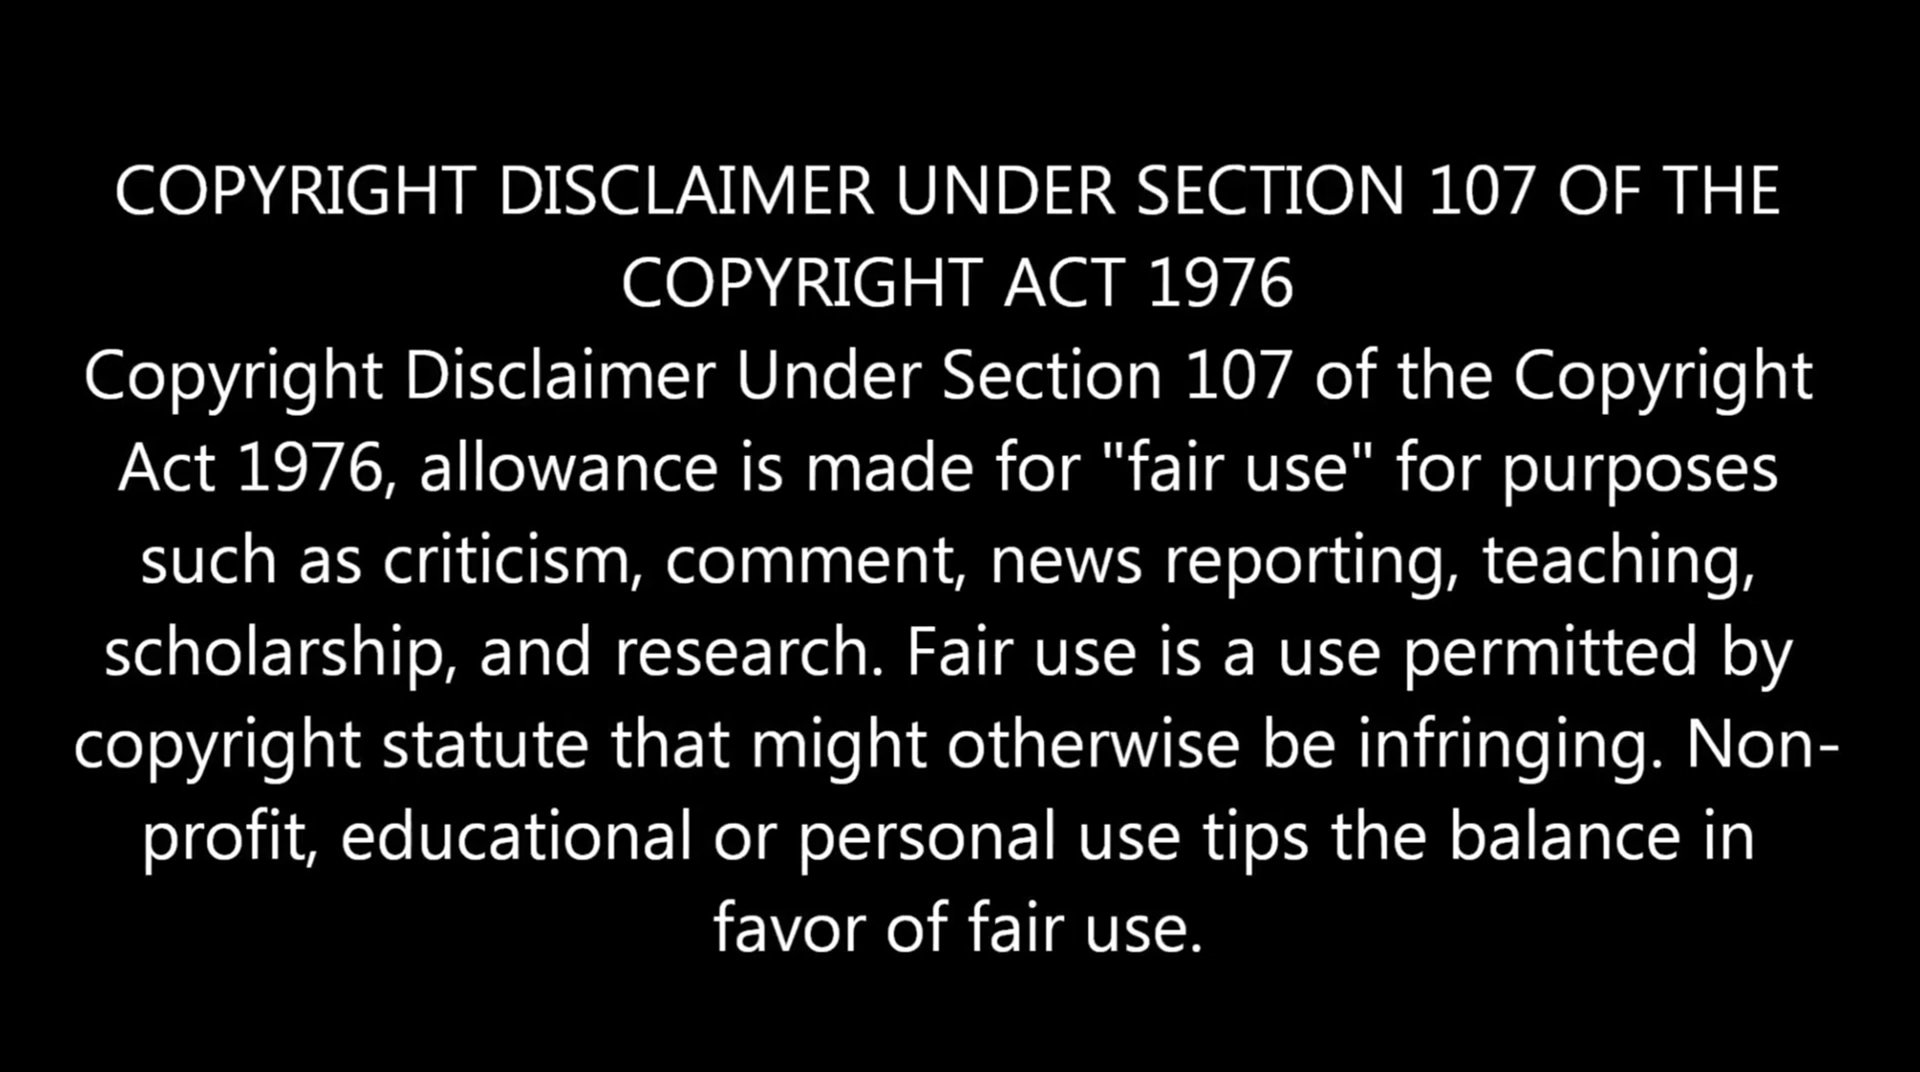 COPYRIGHT DISCLAIMER UNDER SECTION 107 OF THE
COPYRIGHT ACT 1976
Copyright Disclaimer Under Section 107 of the Copyright
Act 1976, allowance is made for "fair use" for purposes
such as criticism, comment, news reporting, teaching,
scholarship, and research. Fair use is a use permitted by
copyright statute that might otherwise be infringing. Non-
profit, educational or personal use tips the balance in
favor of fair use.